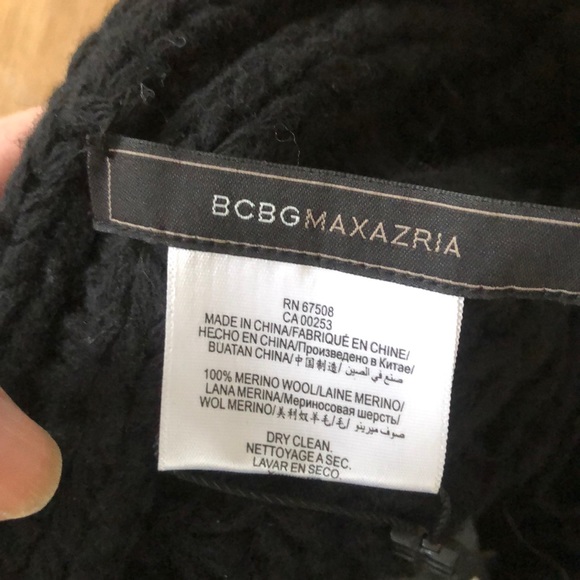 BCBGMAXAZRIA
RN 67508
CA 00253
MADE IN CHINA/FABRIQUÉ EN CHINE/
HECHO EN CHINA/Произведено в Китае/
BUATAN CHINA/中国制造/ صنع في الصين/
100% MERINO WOOL/LAINE MERINO/
LANA MERINA/Мериносовая шерсть/
WOL MERINO/美利奴羊毛/毛/ صوف ميرينو
DRY CLEAN.
NETTOYAGE A SEC.
LAVAR EN SECO.